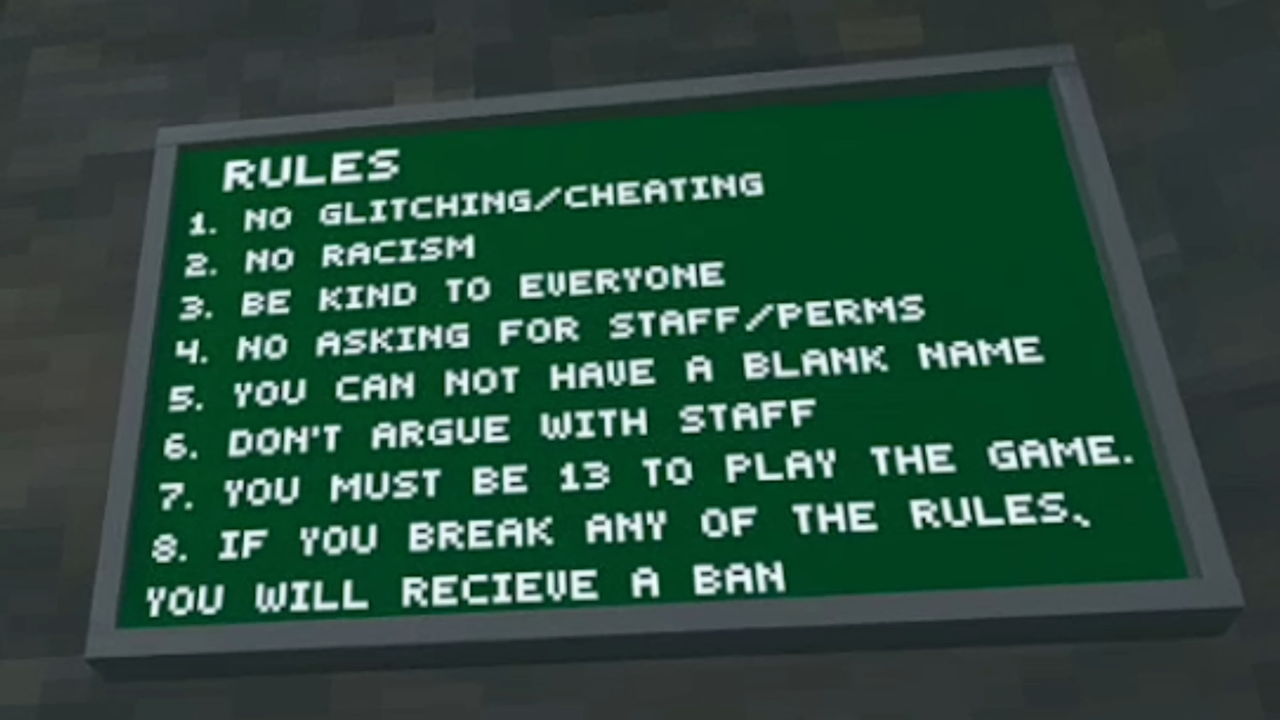 RULES
1. NO GLITCHING/CHEATING
2. NO RACISM
3. BE KIND TO EVERYONE
4. NO ASKING FOR STAFF/PERMS
5. YOU CAN NOT HAVE A BLANK NAME
6. DON'T ARGUE WITH STAFF
7. YOU MUST BE 13 TO PLAY THE GAME.
8. IF YOU BREAK ANY OF THE RULES,
YOU WILL RECIEVE A BAN